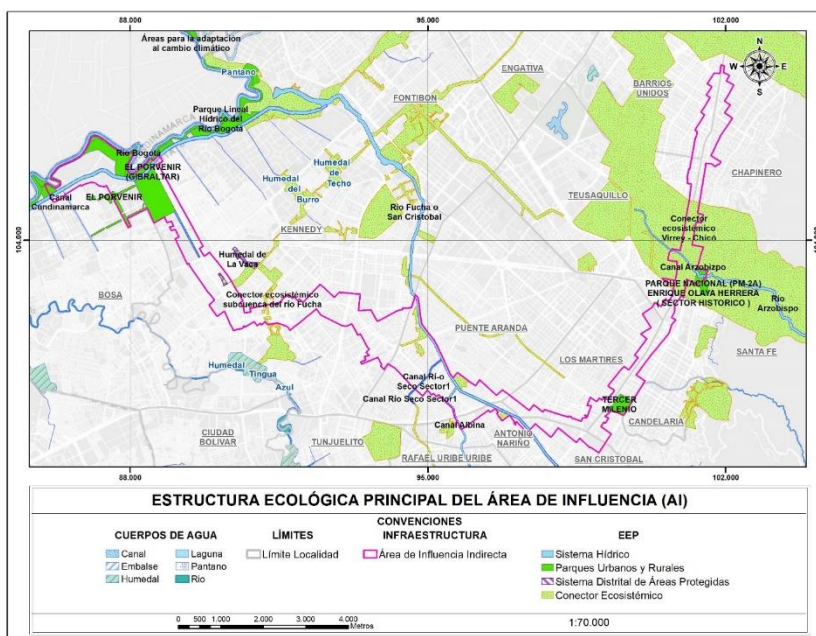 88.000
95.000
102.000
Áreas para la adaptación
al cambio climático
Pantano
ENGATIVA
BARRIOS
UNIDOS
N
W
E
S
FONTIBON
Parque Lineal
Hídrico del
Río Bogotá
CHAPINERO
Río Bogotá
EL PORVENIR
(GIBRALTAR)
Humedal
de
Techo
Humedal
del
Burro
TEUSAQUILLO
Canal
Cundinamarca
EL PORVENIR
Río Fucha o
San Cristobal
Conector
ecosistémico
Virrey - Chicó
KENNEDY
104.000
104.000
Humedal de
La Vaca
Canal Arzobizpo
PARQUE NACIONAL (PM-2A)
ENRIQUE OLAYA HERRERA
( SECTOR HISTORICO )
Río
Arzobispo
BOSA
Conector ecosistémico
subcuenca del río Fucha
PUENTE ARANDA
SANTA FE
LOS MARTIRES
Humedal
Tingua
Azul
Canal Rí-o
Seco Sector1
Canal Río Seco Sector1
TERCER
MILENIO
CANDELARIA
Canal Albina
CIUDAD
BOLIVAR
TUNJUELITO
ANTONIO
NARIÑO
RAFAEL URIBE URIBE
SAN CRISTOBAL
88.000
95.000
102.000
ESTRUCTURA ECOLÓGICA PRINCIPAL DEL ÁREA DE INFLUENCIA (AI)
CONVENCIONES
CUERPOS DE AGUA
Canal
Embalse
Humedal
Laguna
Pantano
Rio
LÍMITES
Límite Localidad
INFRAESTRUCTURA
Área de Influencia Indirecta
EEP
Sistema Hídrico
Parques Urbanos y Rurales
Sistema Distrital de Áreas Protegidas
Conector Ecosistémico
0 500 1.000 2.000 3.000 4.000
Metros
1:70.000